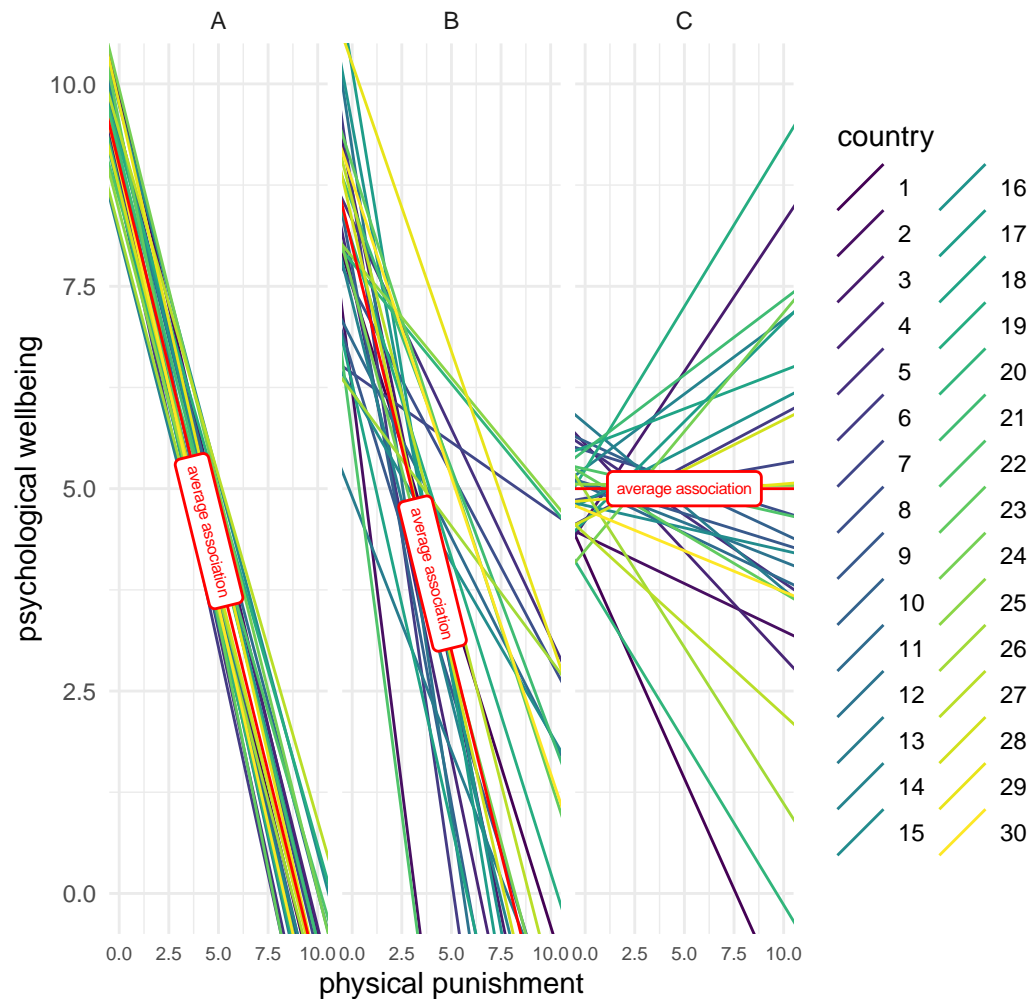 A B C
psychological wellbeing
10.0
7.5
5.0
2.5
0.0
average association
average association
average association
0.0 2.5 5.0 7.5 10.0 0.0 2.5 5.0 7.5 10.0 0.0 2.5 5.0 7.5 10.0
physical punishment
country
1 16
2 17
3 18
4 19
5 20
6 21
7 22
8 23
9 24
10 25
11 26
12 27
13 28
14 29
15 30